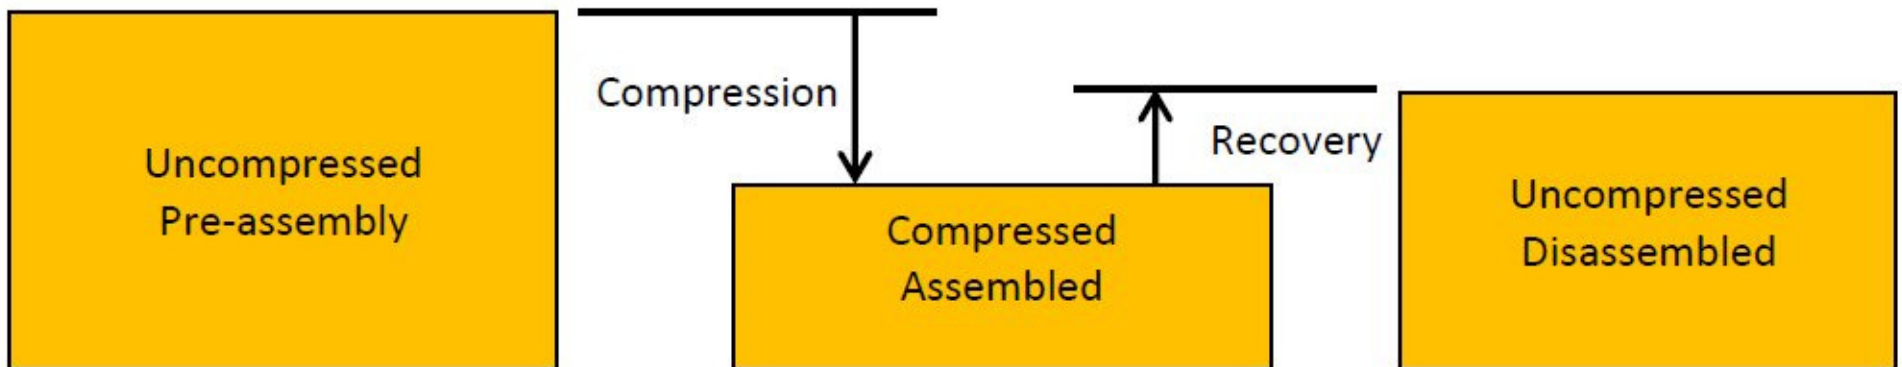 Uncompressed
Pre-assembly
Compression
Compressed
Assembled
Recovery
Uncompressed
Disassembled